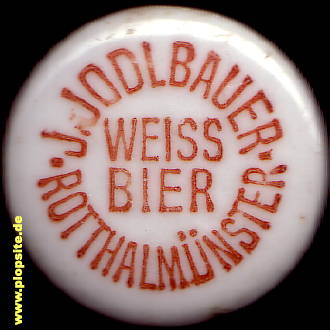 J. JODLBAUER
WEISS
BIER
ROTTHALMÜNSTER
www.plopsite.de